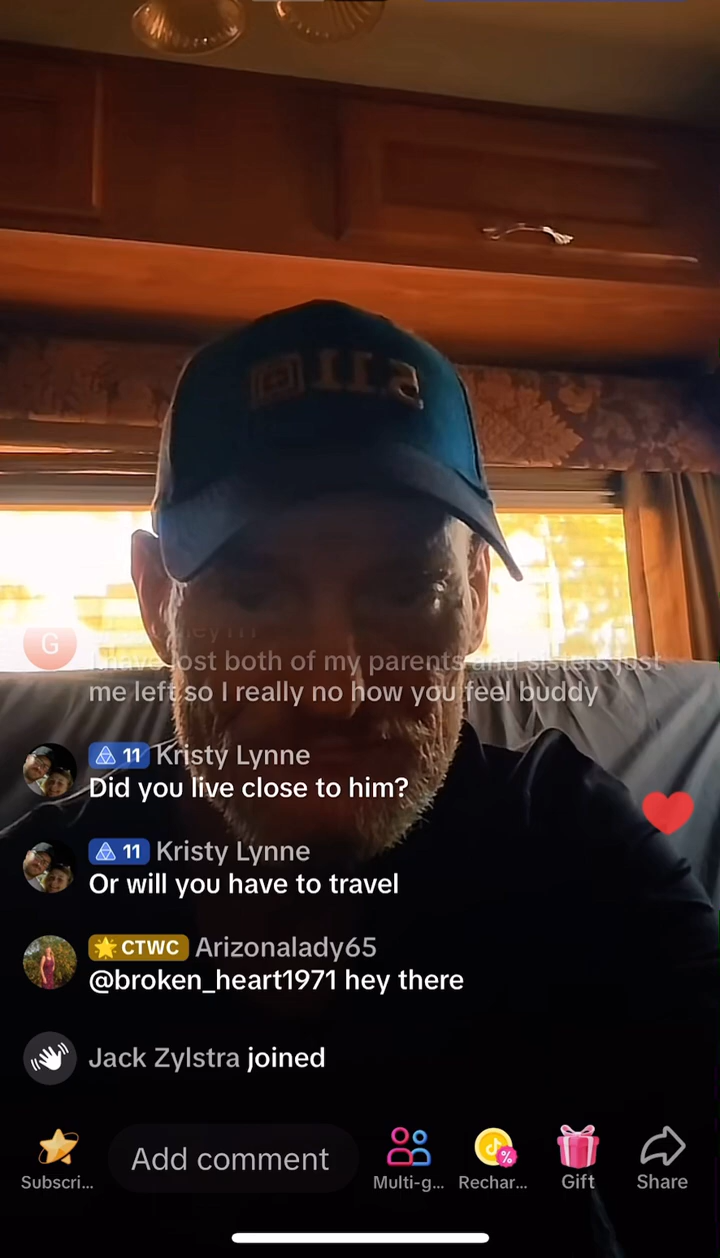 5.11
G
I have lost both of my parents and sisters just
me left so I really no how you feel buddy
11 Kristy Lynne
Did you live close to him?
11 Kristy Lynne
Or will you have to travel
CTWC Arizonalady65
@broken_heart1971 hey there
Jack Zylstra joined
Add comment
Subscri... Multi-g... Rechar... Gift Share